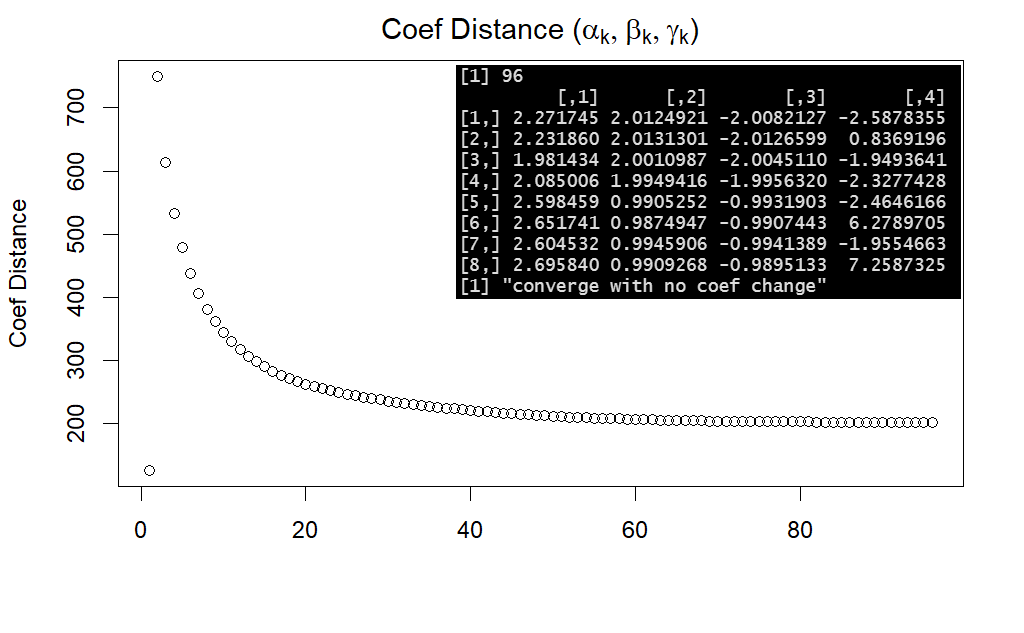 Coef Distance (αk, βk, γk)
[1] 96
[,1] [,2] [,3] [,4]
[1,] 2.271745 2.0124921 -2.0082127 -2.5878355
[2,] 2.231860 2.0131301 -2.0126599 0.8369196
[3,] 1.981434 2.0010987 -2.0045110 -1.9493641
[4,] 2.085006 1.9949416 -1.9956320 -2.3277428
[5,] 2.598459 0.9905252 -0.9931903 -2.4646166
[6,] 2.651741 0.9874947 -0.9907443 6.2789705
[7,] 2.604532 0.9945906 -0.9941389 -1.9554663
[8,] 2.695840 0.9909268 -0.9895133 7.2587325
[1] "converge with no coef change"
Coef Distance
700
600
500
400
300
200
0 20 40 60 80